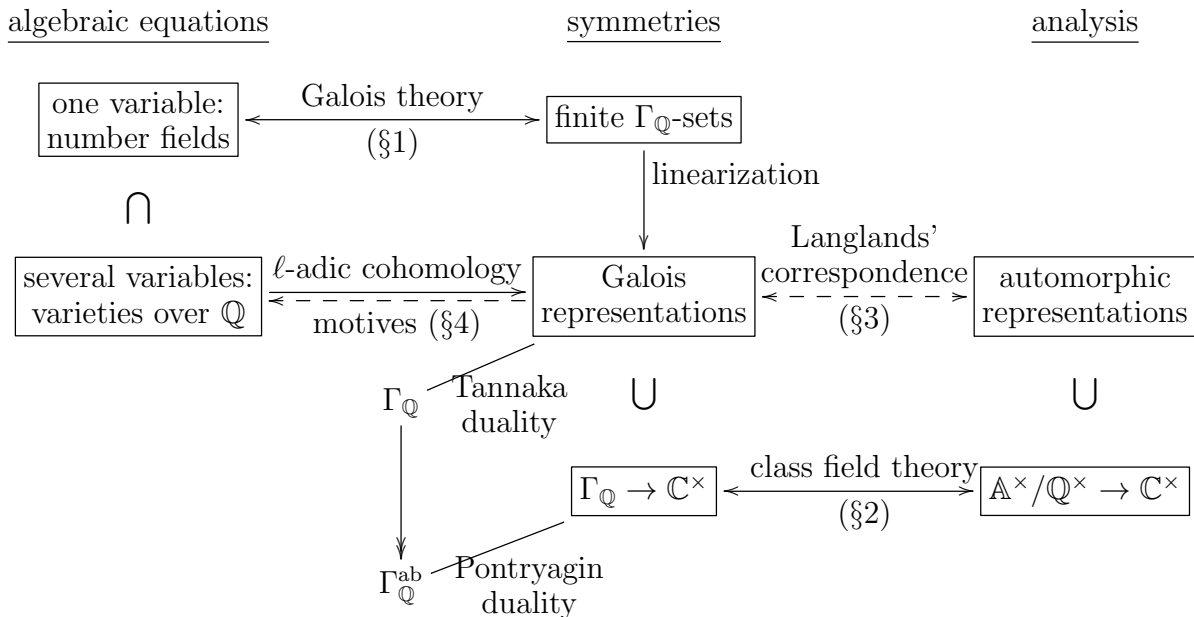 algebraic equations
symmetries
analysis
one variable:
number fields
Galois theory
(§1)
finite Γ_ℚ-sets
linearization
∩
several variables:
varieties over ℚ
ℓ-adic cohomology
motives (§4)
Galois
representations
Langlands'
correspondence
(§3)
automorphic
representations
Γ_ℚ
Tannaka
duality
∪
∪
Γ_ℚ → ℂ^×
class field theory
(§2)
𝔸^×/ℚ^× → ℂ^×
Γ_ℚ^ab
Pontryagin
duality